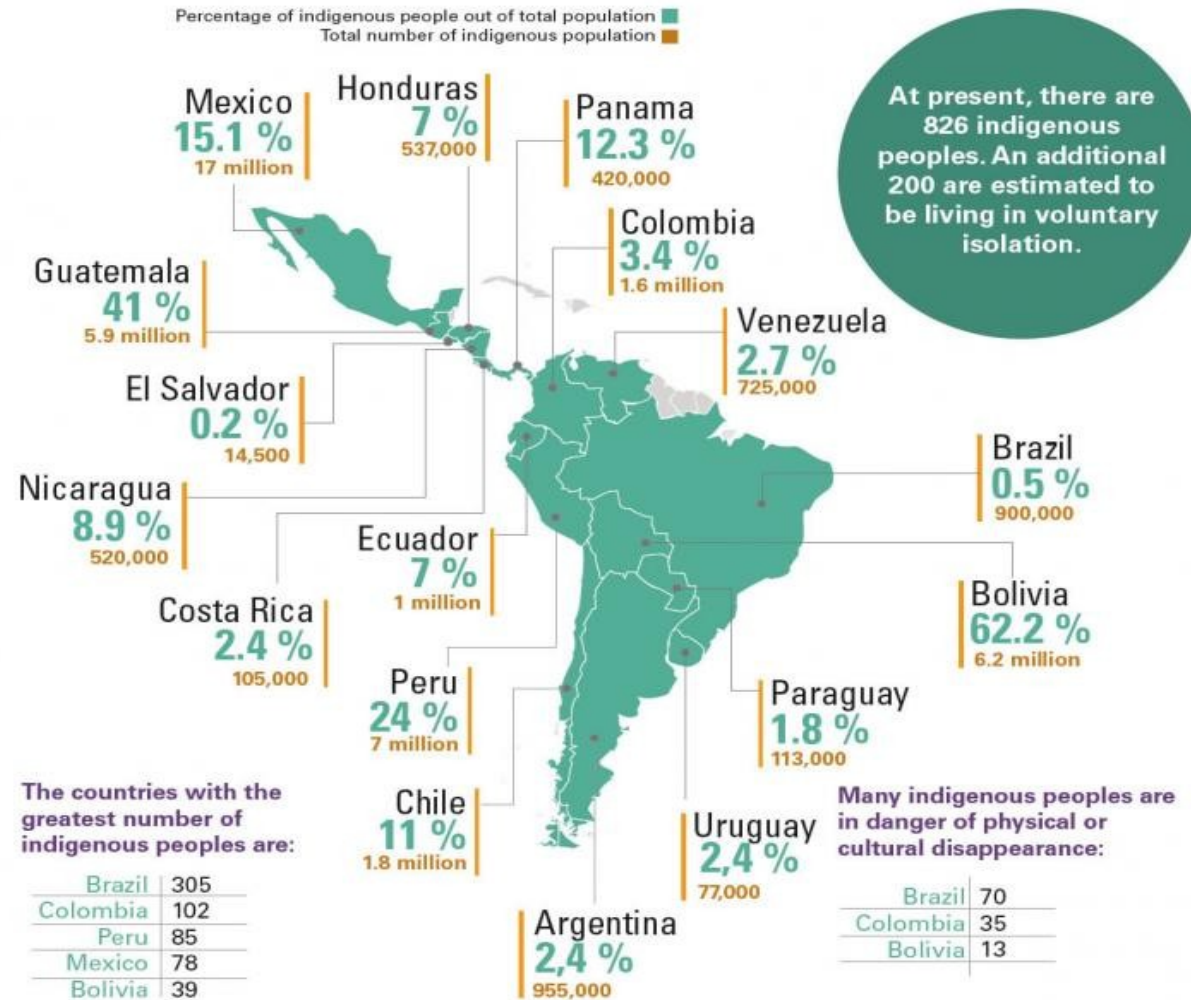 Percentage of indigenous people out of total population
Total number of indigenous population
At present, there are
826 indigenous
peoples. An additional
200 are estimated to
be living in voluntary
isolation.
Mexico
15.1 %
17 million
Honduras
7 %
537,000
Panama
12.3 %
420,000
Colombia
3.4 %
1.6 million
Guatemala
41 %
5.9 million
Venezuela
2.7 %
725,000
El Salvador
0.2 %
14,500
Brazil
0.5 %
900,000
Nicaragua
8.9 %
520,000
Ecuador
7 %
1 million
Costa Rica
2.4 %
105,000
Bolivia
62.2 %
6.2 million
Peru
24 %
7 million
Paraguay
1.8 %
113,000
Chile
11 %
1.8 million
Uruguay
2,4 %
77,000
Argentina
2,4 %
955,000
The countries with the
greatest number of
indigenous peoples are:
Brazil 305
Colombia 102
Peru 85
Mexico 78
Bolivia 39
Many indigenous peoples are
in danger of physical or
cultural disappearance:
Brazil 70
Colombia 35
Bolivia 13